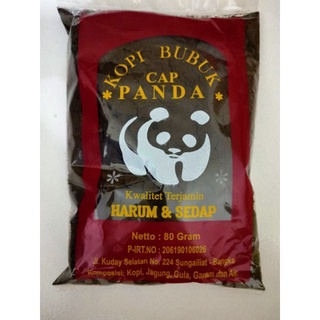 KOPI BUBUK
CAP
* PANDA *
Kwalitet Terjamin
HARUM & SEDAP
Netto : 80 Gram
P-IRT.NO : 206190106026
Jl. Kuday Selatan No. 224 Sungailiat - Bangka
Komposisi: Kopi, Jagung, Gula, Garam dan Air